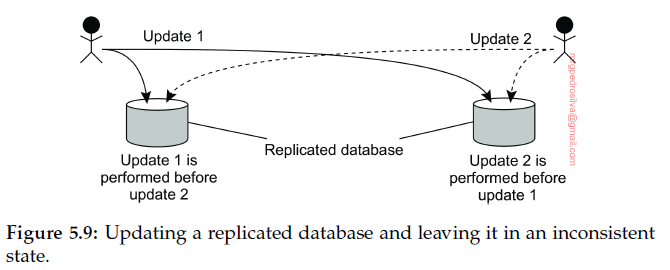 Update 1
Update 2
Replicated database
Update 1 is
performed before
update 2
Update 2 is
performed before
update 1
Figure 5.9: Updating a replicated database and leaving it in an inconsistent
state.